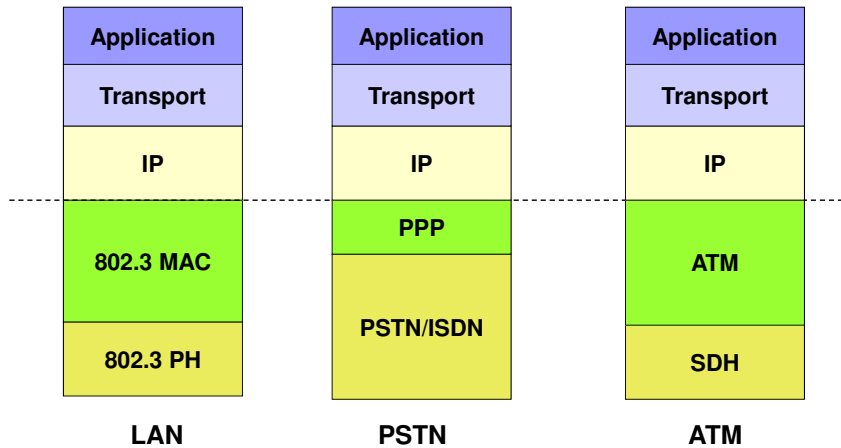 Application
Transport
IP
802.3 MAC
802.3 PH
LAN
Application
Transport
IP
PPP
PSTN/ISDN
PSTN
Application
Transport
IP
ATM
SDH
ATM